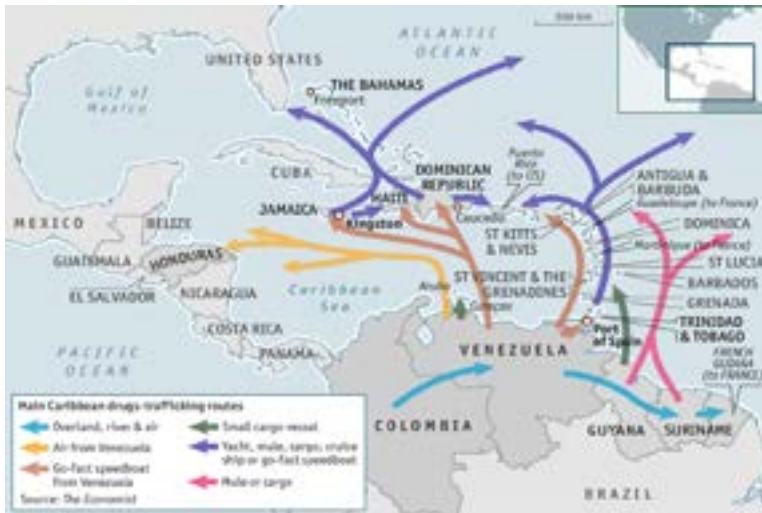 500 km
ATLANTIC
OCEAN
UNITED STATES
Gulf of
Mexico
THE BAHAMAS
Freeport
CUBA
DOMINICAN
REPUBLIC
Puerto
Rico
(to US)
ANTIGUA &
BARBUDA
Guadeloupe (to France)
HAITI
MEXICO
BELIZE
JAMAICA
Kingston
Caucedo
ST KITTS
& NEVIS
DOMINICA
Martinique (to France)
ST LUCIA
GUATEMALA
HONDURAS
ST VINCENT & THE
GRENADINES
BARBADOS
EL SALVADOR
NICARAGUA
Caribbean
Sea
Aruba
Curaçao
GRENADA
COSTA RICA
Port
of Spain
TRINIDAD
& TOBAGO
PACIFIC
OCEAN
PANAMA
VENEZUELA
FRENCH
GUIANA
(to FRANCE)
COLOMBIA
GUYANA
SURINAME
BRAZIL
Main Caribbean drugs-trafficking routes
Overland, river & air
Small cargo vessel
Air from Venezuela
Yacht, mule, cargo, cruise
ship or go-fast speedboat
Go-fast speedboat
from Venezuela
Mule or cargo
Source: The Economist